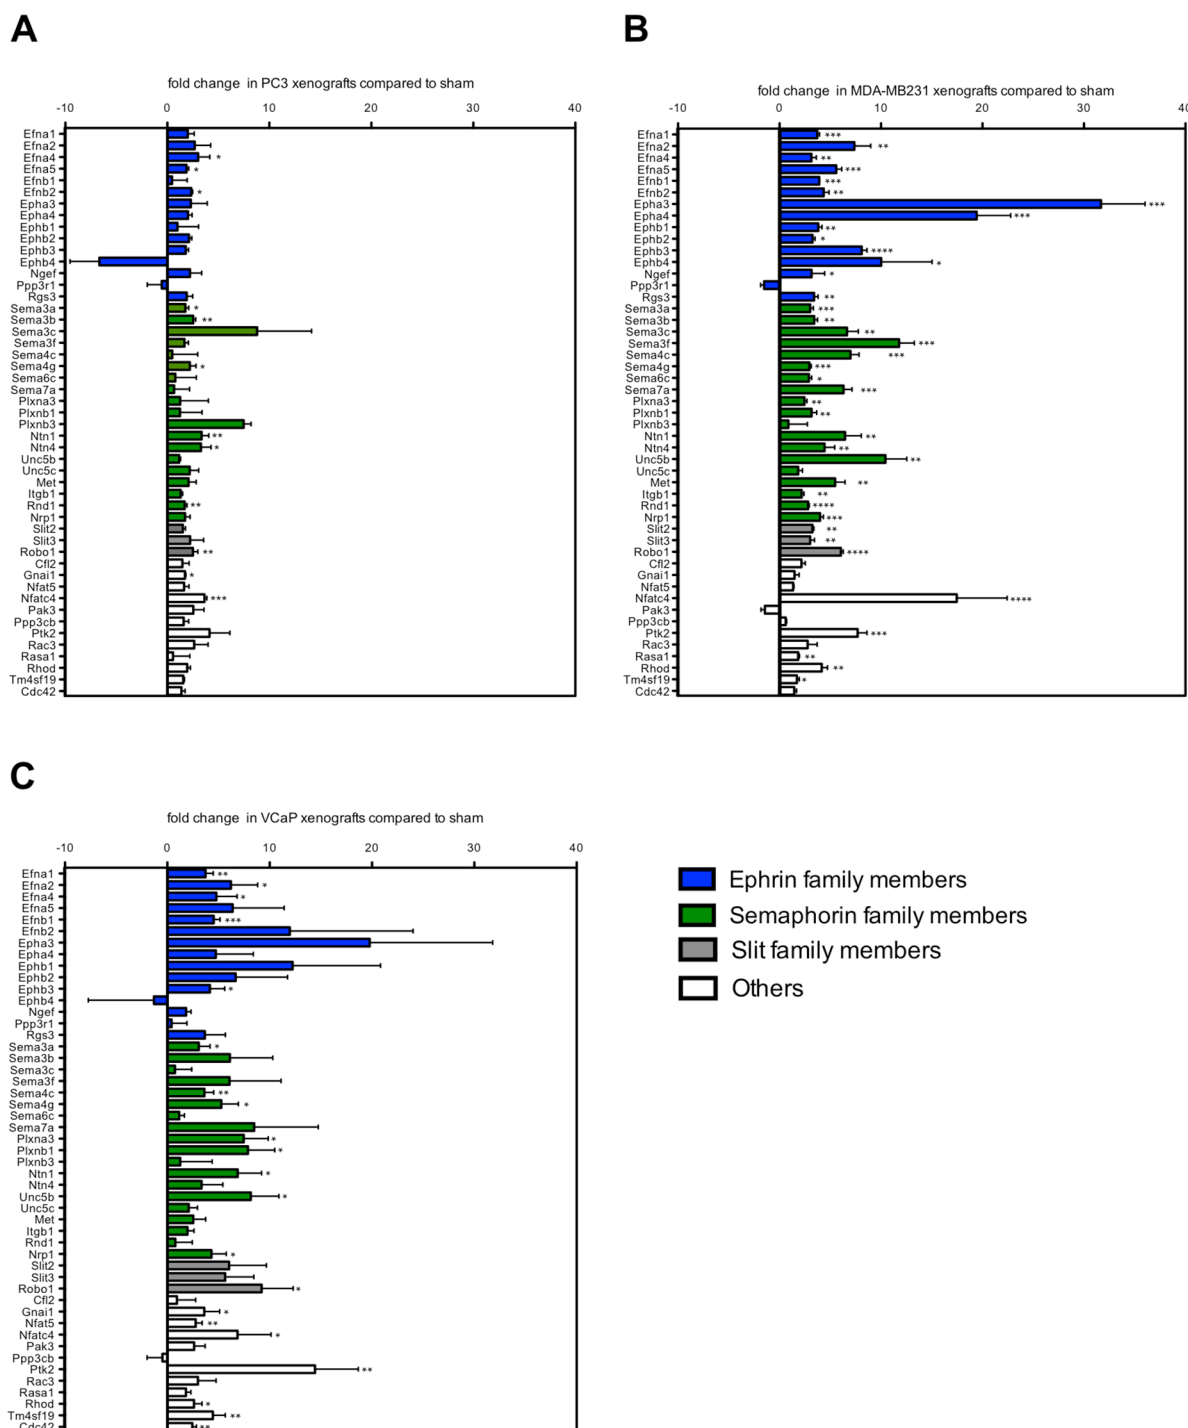 A
fold change in PC3 xenografts compared to sham
-10 0 10 20 30 40
Efna1
Efna2
Efna4 *
Efna5 *
Efnb1
Efnb2 *
Epha3
Epha4
Ephb1
Ephb2
Ephb3
Ephb4
Ngef
Ppp3r1
Rgs3
Sema3a *
Sema3b **
Sema3c
Sema3f
Sema4c
Sema4g *
Sema6c
Sema7a
Plxna3
Plxnb1
Plxnb3
Ntn1 **
Ntn4 *
Unc5b
Unc5c
Met
Itgb1
Rnd1 **
Nrp1
Slit2
Slit3
Robo1 **
Cfl2
Gnai1 *
Nfat5
Nfatc4 ***
Pak3
Ppp3cb
Ptk2
Rac3
Rasa1
Rhod
Tm4sf19
Cdc42
B
fold change in MDA-MB231 xenografts compared to sham
-10 0 10 20 30 40
Efna1 ***
Efna2 **
Efna4 **
Efna5 ***
Efnb1 ***
Efnb2 **
Epha3 ***
Epha4 ***
Ephb1 **
Ephb2 *
Ephb3 ****
Ephb4 *
Ngef *
Ppp3r1
Rgs3 **
Sema3a ***
Sema3b **
Sema3c **
Sema3f ***
Sema4c ***
Sema4g ***
Sema6c *
Sema7a ***
Plxna3 **
Plxnb1 **
Plxnb3
Ntn1 **
Ntn4 **
Unc5b **
Unc5c
Met **
Itgb1 **
Rnd1 ****
Nrp1 ***
Slit2 **
Slit3 **
Robo1 ****
Cfl2
Gnai1
Nfat5
Nfatc4 ****
Pak3
Ppp3cb
Ptk2 ***
Rac3
Rasa1 **
Rhod **
Tm4sf19 *
Cdc42
C
fold change in VCaP xenografts compared to sham
-10 0 10 20 30 40
Efna1 **
Efna2 *
Efna4 *
Efna5
Efnb1 ***
Efnb2
Epha3
Epha4
Ephb1
Ephb2
Ephb3 *
Ephb4
Ngef
Ppp3r1
Rgs3
Sema3a *
Sema3b
Sema3c
Sema3f
Sema4c **
Sema4g *
Sema6c
Sema7a
Plxna3 *
Plxnb1 *
Plxnb3
Ntn1 *
Ntn4
Unc5b *
Unc5c
Met
Itgb1
Rnd1
Nrp1 *
Slit2
Slit3
Robo1 *
Cfl2
Gnai1 *
Nfat5 **
Nfatc4 *
Pak3
Ppp3cb
Ptk2 **
Rac3
Rasa1
Rhod *
Tm4sf19 **
Cdc42 **
Ephrin family members
Semaphorin family members
Slit family members
Others